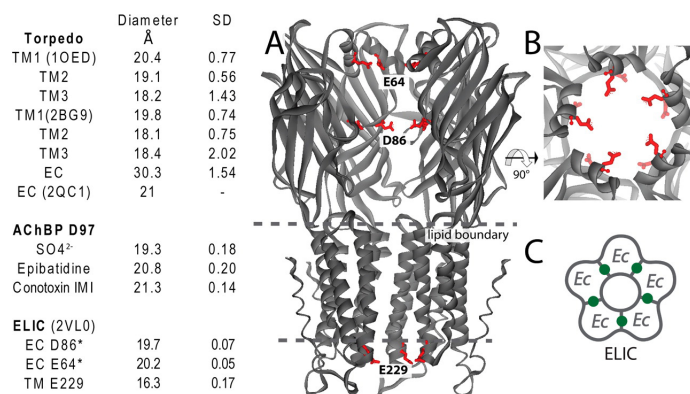 Diameter SD
Torpedo Å
TM1 (1OED) 20.4 0.77
TM2 19.1 0.56
TM3 18.2 1.43
TM1(2BG9) 19.8 0.74
TM2 18.1 0.75
TM3 18.4 2.02
EC 30.3 1.54
EC (2QC1) 21 -
AChBP D97
SO4²⁻ 19.3 0.18
Epibatidine 20.8 0.20
Conotoxin IMI 21.3 0.14
ELIC (2VL0)
EC D86* 19.7 0.07
EC E64* 20.2 0.05
TM E229 16.3 0.17
A
E64
D86
lipid boundary
E229
90°
B
C
Ec
Ec Ec
Ec Ec
ELIC